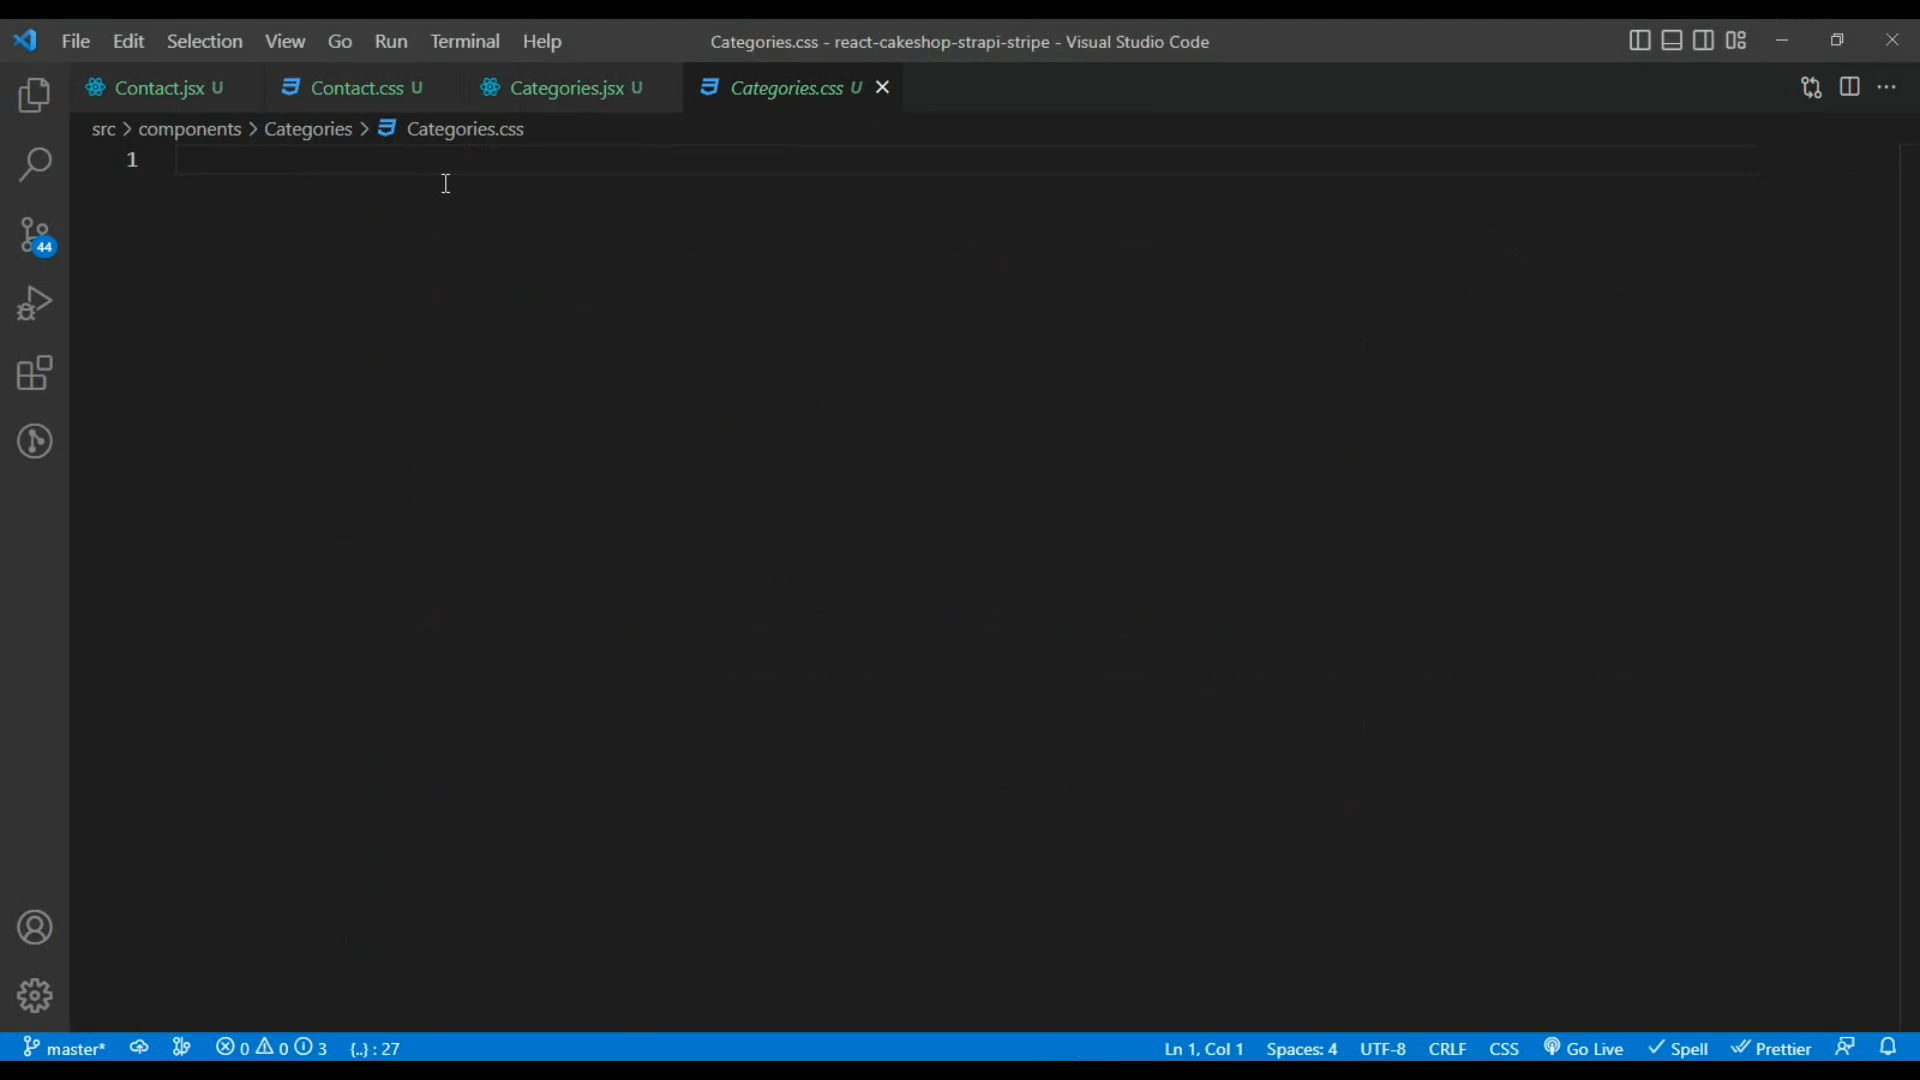 File Edit Selection View Go Run Terminal Help Categories.css - react-cakeshop-strapi-stripe - Visual Studio Code
Contact.jsx U Contact.css U Categories.jsx U Categories.css U
src > components > Categories > Categories.css
1
44
master* 0 0 3 {..} : 27 Ln 1, Col 1 Spaces: 4 UTF-8 CRLF CSS Go Live Spell Prettier